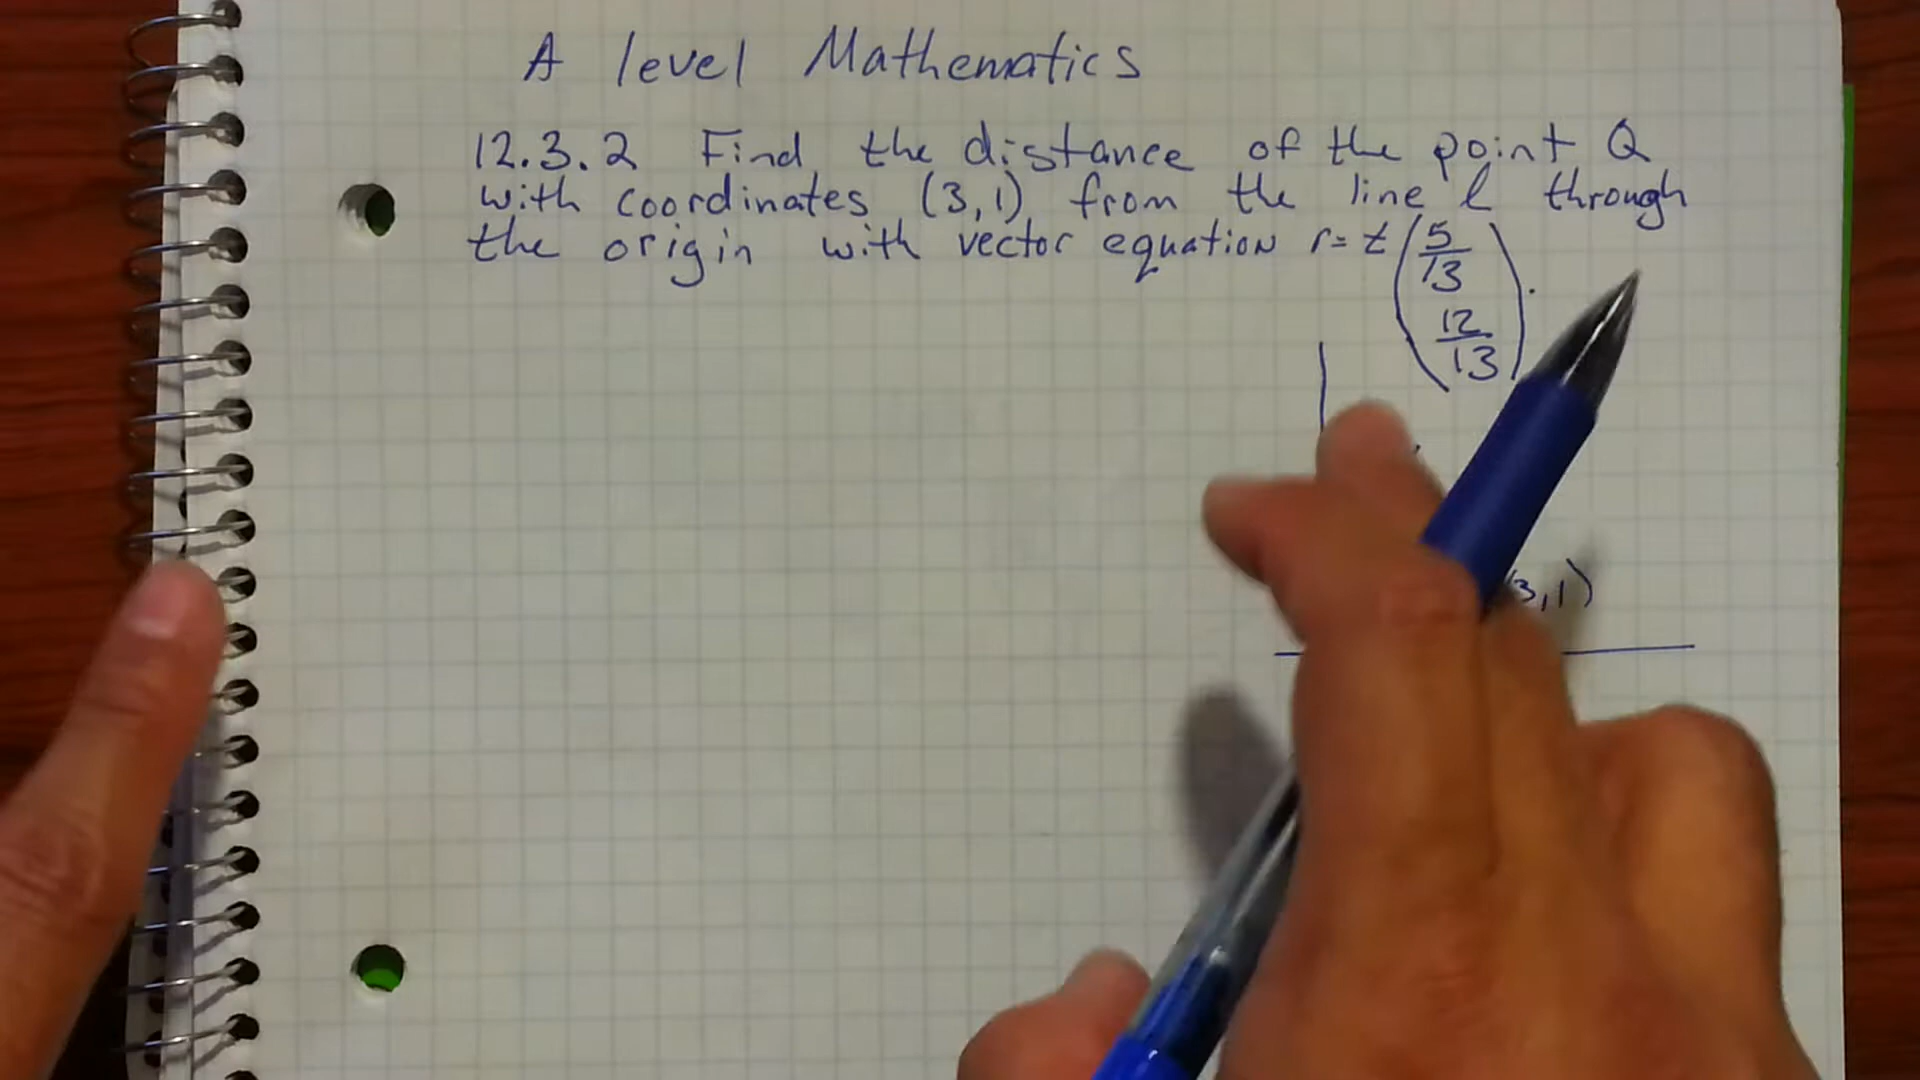 A level Mathematics
12.3.2 Find the distance of the point Q
with coordinates (3,1) from the line l through
the origin with vector equation r = t (5/13
12/13).
3,1)